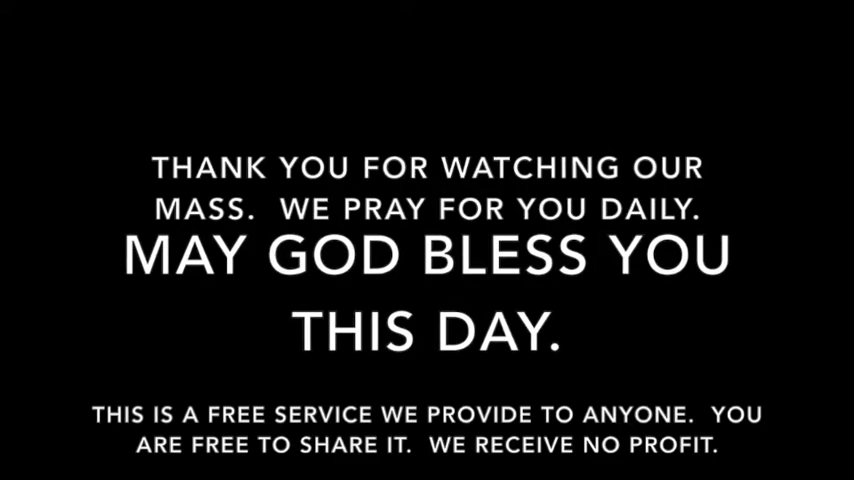 THANK YOU FOR WATCHING OUR
MASS.  WE PRAY FOR YOU DAILY.
MAY GOD BLESS YOU
THIS DAY.
THIS IS A FREE SERVICE WE PROVIDE TO ANYONE.  YOU
ARE FREE TO SHARE IT.  WE RECEIVE NO PROFIT.